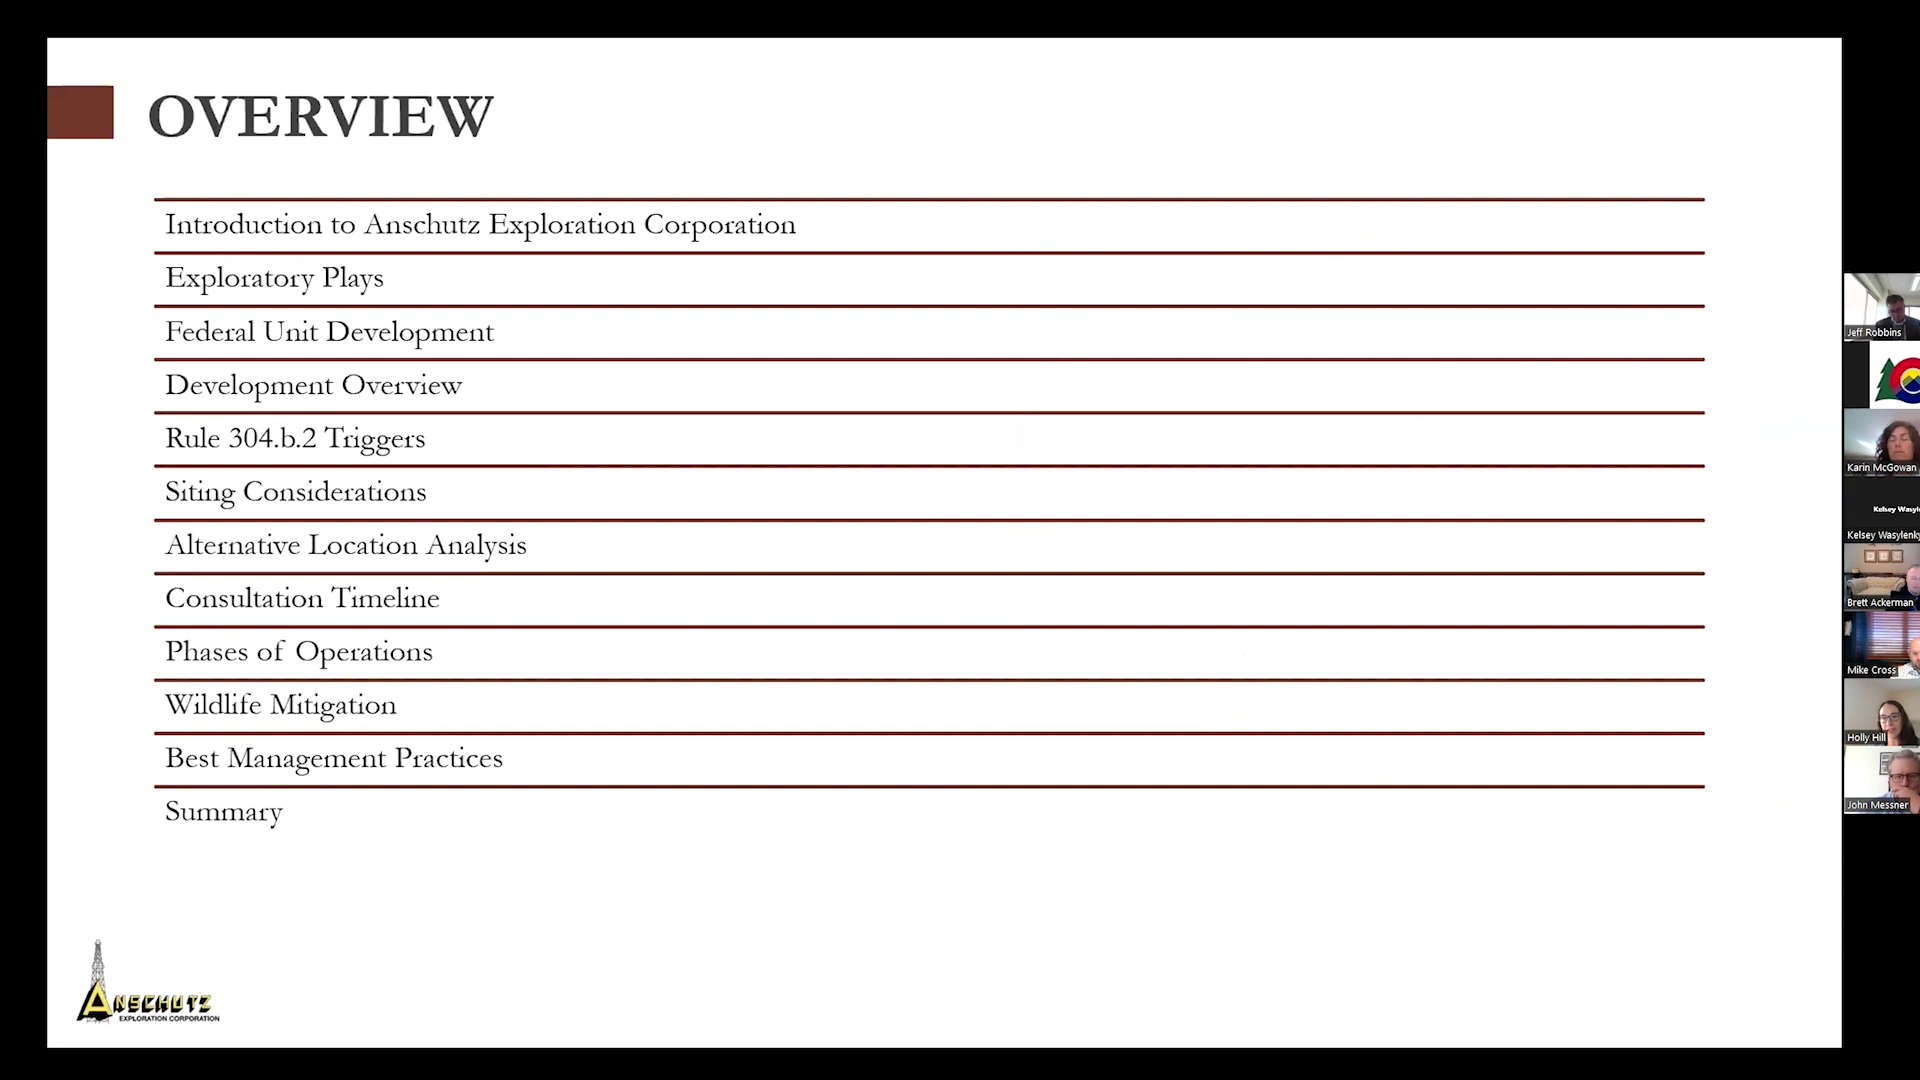 OVERVIEW
Introduction to Anschutz Exploration Corporation
Exploratory Plays
Federal Unit Development
Development Overview
Rule 304.b.2 Triggers
Siting Considerations
Alternative Location Analysis
Consultation Timeline
Phases of Operations
Wildlife Mitigation
Best Management Practices
Summary
ANSCHUTZ
EXPLORATION CORPORATION
Jeff Robbins
Karin McGowan
Kelsey Wasyle
Kelsey Wasylenky
Brett Ackerman
Mike Cross
Holly Hill
John Messner